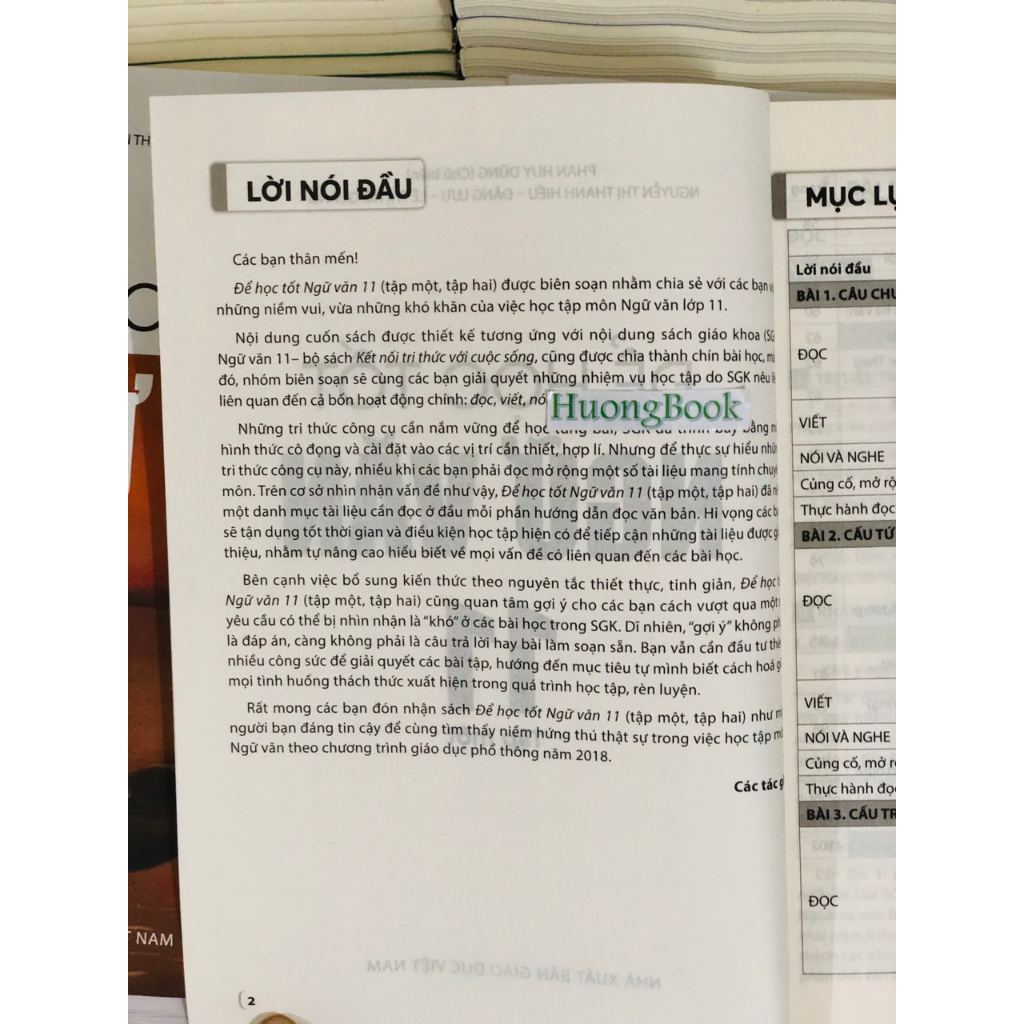 LỜI NÓI ĐẦU
Các bạn thân mến!
Để học tốt Ngữ văn 11 (tập một, tập hai) được biên soạn nhằm chia sẻ với các bạn
những niềm vui, vừa những khó khăn của việc học tập môn Ngữ văn lớp 11.
Nội dung cuốn sách được thiết kế tương ứng với nội dung sách giáo khoa (SG
Ngữ văn 11– bộ sách Kết nối tri thức với cuộc sống, cũng được chia thành chín bài học,
đó, nhóm biên soạn sẽ cùng các bạn giải quyết những nhiệm vụ học tập do SGK nêu
liên quan đến cả bốn hoạt động chính: đọc, viết, nó
HuongBook
Những tri thức công cụ cần nắm vững để học bằng
hình thức cô đọng và cài đặt vào các vị trí cần thiết, hợp lí. Nhưng để thực sự hiểu
tri thức công cụ này, nhiều khi các bạn phải đọc mở rộng một số tài liệu mang tính
môn. Trên cơ sở nhìn nhận vấn đề như vậy, Để học tốt Ngữ văn 11 (tập một, tập hai) đã
một danh mục tài liệu cần đọc ở đầu mỗi phần hướng dẫn đọc văn bản. Hi vọng các
sẽ tận dụng tốt thời gian và điều kiện học tập hiện có để tiếp cận những tài liệu được
thiệu, nhằm tự nâng cao hiểu biết về mọi vấn đề có liên quan đến các bài học.
Bên cạnh việc bổ sung kiến thức theo nguyên tắc thiết thực, tinh giản, Để học
Ngữ văn 11 (tập một, tập hai) cũng quan tâm gợi ý cho các bạn cách vượt qua một
yêu cầu có thể bị nhìn nhận là “khó” ở các bài học trong SGK. Dĩ nhiên, “gợi ý” không
là đáp án, càng không phải là câu trả lời hay bài làm soạn sẵn. Bạn vẫn cần đầu tư
nhiều công sức để giải quyết các bài tập, hướng đến mục tiêu tự mình biết cách hoá
mọi tình huống thách thức xuất hiện trong quá trình học tập, rèn luyện.
Rất mong các bạn đón nhận sách Để học tốt Ngữ văn 11 (tập một, tập hai) như
người bạn đáng tin cậy để cùng tìm thấy niềm hứng thú thật sự trong việc học tập
Ngữ văn theo chương trình giáo dục phổ thông năm 2018.
Các tác
2
MỤC LỤ
Lời nói đầu
BÀI 1. CÂU CHU
ĐỌC
VIẾT
NÓI VÀ NGHE
Củng cố, mở rộ
Thực hành đọc
BÀI 2. CẤU TỨ
ĐỌC
VIẾT
NÓI VÀ NGHE
Củng cố, mở r
Thực hành đọ
BÀI 3. CẤU TR
ĐỌC
NAM